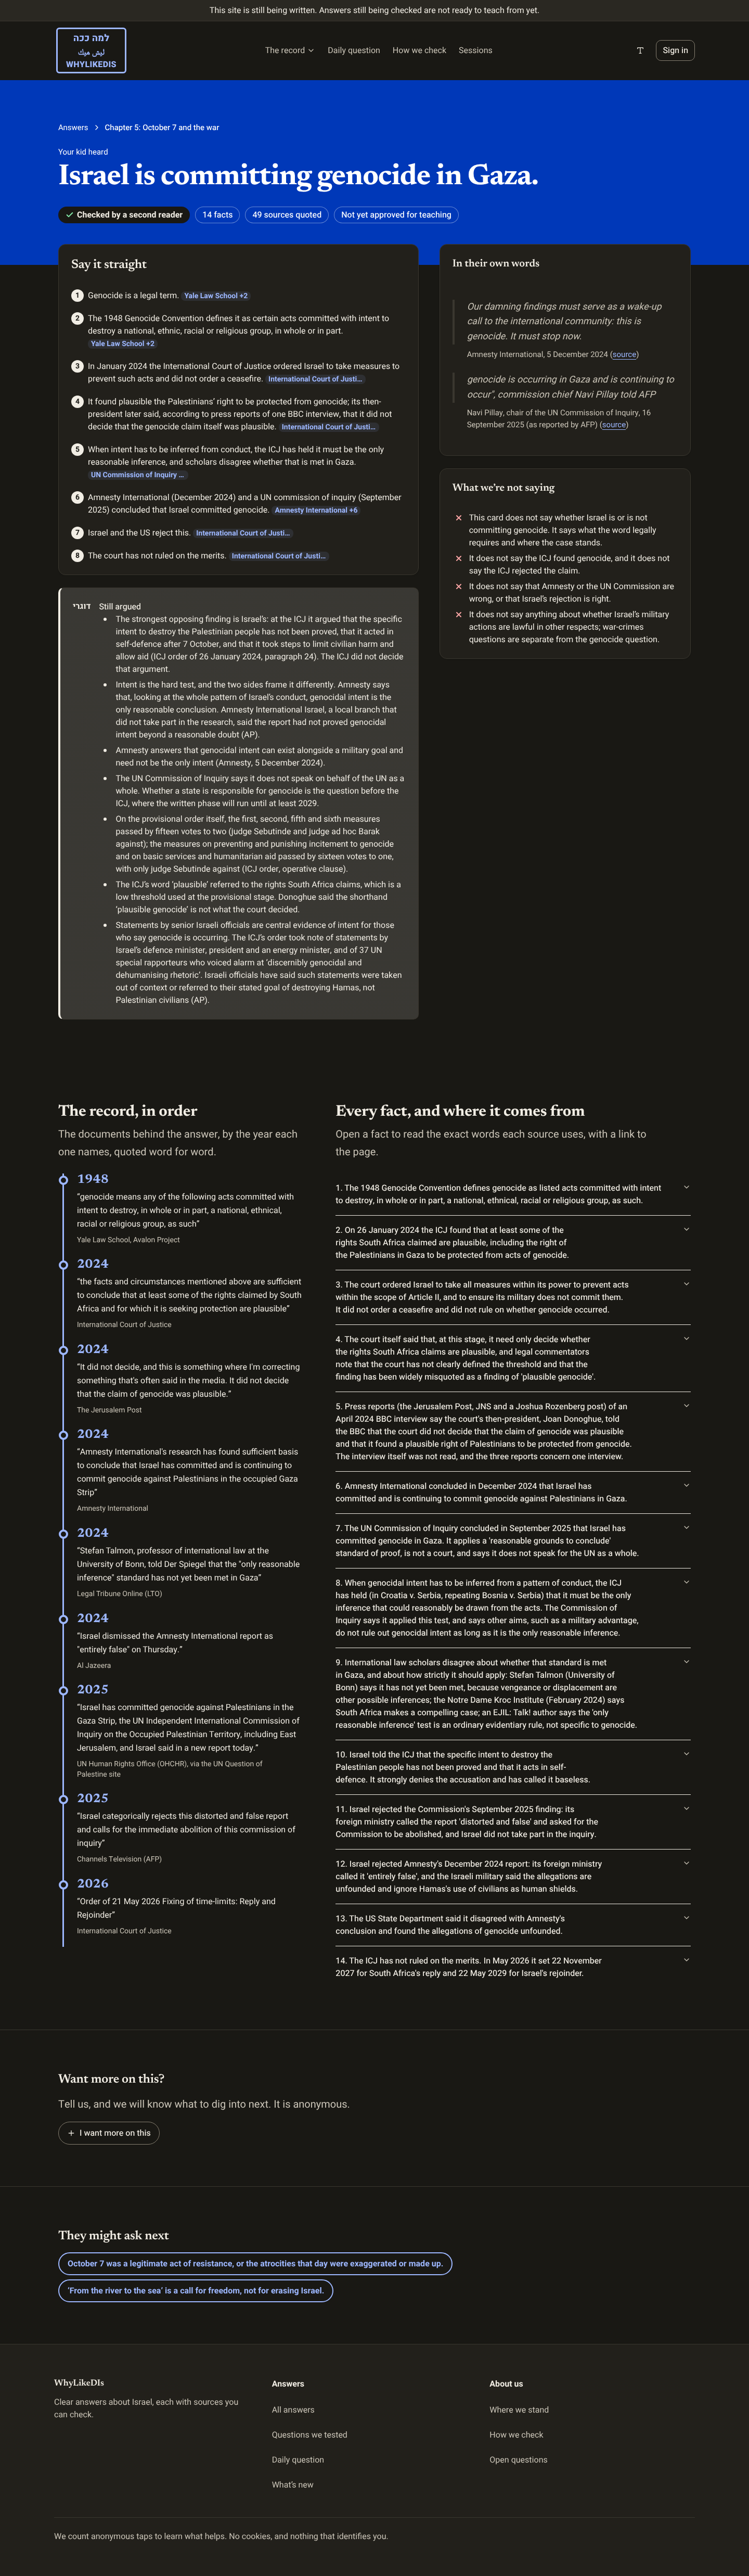 This site is still being written. Answers still being checked are not ready to teach from yet.
למה ככה
ليش هيك
WHYLIKEDIS
The record
Daily question
How we check
Sessions
Sign in
Answers
Chapter 5: October 7 and the war
Your kid heard
Israel is committing genocide in Gaza.
Checked by a second reader
14 facts
49 sources quoted
Not yet approved for teaching
Say it straight
1 Genocide is a legal term. Yale Law School +2
2 The 1948 Genocide Convention defines it as certain acts committed with intent to
destroy a national, ethnic, racial or religious group, in whole or in part.
Yale Law School +2
3 In January 2024 the International Court of Justice ordered Israel to take measures to
prevent such acts and did not order a ceasefire. International Court of Justi…
4 It found plausible the Palestinians’ right to be protected from genocide; its then-
president later said, according to press reports of one BBC interview, that it did not
decide that the genocide claim itself was plausible. International Court of Justi…
5 When intent has to be inferred from conduct, the ICJ has held it must be the only
reasonable inference, and scholars disagree whether that is met in Gaza.
UN Commission of Inquiry …
6 Amnesty International (December 2024) and a UN commission of inquiry (September
2025) concluded that Israel committed genocide. Amnesty International +6
7 Israel and the US reject this. International Court of Justi…
8 The court has not ruled on the merits. International Court of Justi…
דוגרי
Still argued
The strongest opposing finding is Israel’s: at the ICJ it argued that the specific
intent to destroy the Palestinian people has not been proved, that it acted in
self-defence after 7 October, and that it took steps to limit civilian harm and
allow aid (ICJ order of 26 January 2024, paragraph 24). The ICJ did not decide
that argument.
Intent is the hard test, and the two sides frame it differently. Amnesty says
that, looking at the whole pattern of Israel’s conduct, genocidal intent is the
only reasonable conclusion. Amnesty International Israel, a local branch that
did not take part in the research, said the report had not proved genocidal
intent beyond a reasonable doubt (AP).
Amnesty answers that genocidal intent can exist alongside a military goal and
need not be the only intent (Amnesty, 5 December 2024).
The UN Commission of Inquiry says it does not speak on behalf of the UN as a
whole. Whether a state is responsible for genocide is the question before the
ICJ, where the written phase will run until at least 2029.
On the provisional order itself, the first, second, fifth and sixth measures
passed by fifteen votes to two (judge Sebutinde and judge ad hoc Barak
against); the measures on preventing and punishing incitement to genocide
and on basic services and humanitarian aid passed by sixteen votes to one,
with only judge Sebutinde against (ICJ order, operative clause).
The ICJ’s word ‘plausible’ referred to the rights South Africa claims, which is a
low threshold used at the provisional stage. Donoghue said the shorthand
‘plausible genocide’ is not what the court decided.
Statements by senior Israeli officials are central evidence of intent for those
who say genocide is occurring. The ICJ’s order took note of statements by
Israel’s defence minister, president and an energy minister, and of 37 UN
special rapporteurs who voiced alarm at ‘discernibly genocidal and
dehumanising rhetoric’. Israeli officials have said such statements were taken
out of context or referred to their stated goal of destroying Hamas, not
Palestinian civilians (AP).
In their own words
Our damning findings must serve as a wake-up
call to the international community: this is
genocide. It must stop now.
Amnesty International, 5 December 2024 (source)
genocide is occurring in Gaza and is continuing to
occur", commission chief Navi Pillay told AFP
Navi Pillay, chair of the UN Commission of Inquiry, 16
September 2025 (as reported by AFP) (source)
What we’re not saying
This card does not say whether Israel is or is not
committing genocide. It says what the word legally
requires and where the case stands.
It does not say the ICJ found genocide, and it does not
say the ICJ rejected the claim.
It does not say that Amnesty or the UN Commission are
wrong, or that Israel’s rejection is right.
It does not say anything about whether Israel’s military
actions are lawful in other respects; war-crimes
questions are separate from the genocide question.
The record, in order
The documents behind the answer, by the year each
one names, quoted word for word.
1948
“genocide means any of the following acts committed with
intent to destroy, in whole or in part, a national, ethnical,
racial or religious group, as such”
Yale Law School, Avalon Project
2024
“the facts and circumstances mentioned above are sufficient
to conclude that at least some of the rights claimed by South
Africa and for which it is seeking protection are plausible”
International Court of Justice
2024
“It did not decide, and this is something where I'm correcting
something that's often said in the media. It did not decide
that the claim of genocide was plausible.”
The Jerusalem Post
2024
“Amnesty International's research has found sufficient basis
to conclude that Israel has committed and is continuing to
commit genocide against Palestinians in the occupied Gaza
Strip”
Amnesty International
2024
“Stefan Talmon, professor of international law at the
University of Bonn, told Der Spiegel that the "only reasonable
inference" standard has not yet been met in Gaza”
Legal Tribune Online (LTO)
2024
“Israel dismissed the Amnesty International report as
"entirely false" on Thursday.”
Al Jazeera
2025
“Israel has committed genocide against Palestinians in the
Gaza Strip, the UN Independent International Commission of
Inquiry on the Occupied Palestinian Territory, including East
Jerusalem, and Israel said in a new report today.”
UN Human Rights Office (OHCHR), via the UN Question of
Palestine site
2025
“Israel categorically rejects this distorted and false report
and calls for the immediate abolition of this commission of
inquiry”
Channels Television (AFP)
2026
“Order of 21 May 2026 Fixing of time-limits: Reply and
Rejoinder”
International Court of Justice
Every fact, and where it comes from
Open a fact to read the exact words each source uses, with a link to
the page.
1. The 1948 Genocide Convention defines genocide as listed acts committed with intent
to destroy, in whole or in part, a national, ethnical, racial or religious group, as such.
2. On 26 January 2024 the ICJ found that at least some of the
rights South Africa claimed are plausible, including the right of
the Palestinians in Gaza to be protected from acts of genocide.
3. The court ordered Israel to take all measures within its power to prevent acts
within the scope of Article II, and to ensure its military does not commit them.
It did not order a ceasefire and did not rule on whether genocide occurred.
4. The court itself said that, at this stage, it need only decide whether
the rights South Africa claims are plausible, and legal commentators
note that the court has not clearly defined the threshold and that the
finding has been widely misquoted as a finding of 'plausible genocide'.
5. Press reports (the Jerusalem Post, JNS and a Joshua Rozenberg post) of an
April 2024 BBC interview say the court's then-president, Joan Donoghue, told
the BBC that the court did not decide that the claim of genocide was plausible
and that it found a plausible right of Palestinians to be protected from genocide.
The interview itself was not read, and the three reports concern one interview.
6. Amnesty International concluded in December 2024 that Israel has
committed and is continuing to commit genocide against Palestinians in Gaza.
7. The UN Commission of Inquiry concluded in September 2025 that Israel has
committed genocide in Gaza. It applies a 'reasonable grounds to conclude'
standard of proof, is not a court, and says it does not speak for the UN as a whole.
8. When genocidal intent has to be inferred from a pattern of conduct, the ICJ
has held (in Croatia v. Serbia, repeating Bosnia v. Serbia) that it must be the only
inference that could reasonably be drawn from the acts. The Commission of
Inquiry says it applied this test, and says other aims, such as a military advantage,
do not rule out genocidal intent as long as it is the only reasonable inference.
9. International law scholars disagree about whether that standard is met
in Gaza, and about how strictly it should apply: Stefan Talmon (University of
Bonn) says it has not yet been met, because vengeance or displacement are
other possible inferences; the Notre Dame Kroc Institute (February 2024) says
South Africa makes a compelling case; an EJIL: Talk! author says the 'only
reasonable inference' test is an ordinary evidentiary rule, not specific to genocide.
10. Israel told the ICJ that the specific intent to destroy the
Palestinian people has not been proved and that it acted in self-
defence. It strongly denies the accusation and has called it baseless.
11. Israel rejected the Commission's September 2025 finding: its
foreign ministry called the report 'distorted and false' and asked for the
Commission to be abolished, and Israel did not take part in the inquiry.
12. Israel rejected Amnesty's December 2024 report: its foreign ministry
called it 'entirely false', and the Israeli military said the allegations are
unfounded and ignore Hamas's use of civilians as human shields.
13. The US State Department said it disagreed with Amnesty's
conclusion and found the allegations of genocide unfounded.
14. The ICJ has not ruled on the merits. In May 2026 it set 22 November
2027 for South Africa's reply and 22 May 2029 for Israel's rejoinder.
Want more on this?
Tell us, and we will know what to dig into next. It is anonymous.
I want more on this
They might ask next
October 7 was a legitimate act of resistance, or the atrocities that day were exaggerated or made up.
‘From the river to the sea’ is a call for freedom, not for erasing Israel.
WhyLikeDIs
Clear answers about Israel, each with sources you
can check.
Answers
All answers
Questions we tested
Daily question
What’s new
About us
Where we stand
How we check
Open questions
We count anonymous taps to learn what helps. No cookies, and nothing that identifies you.